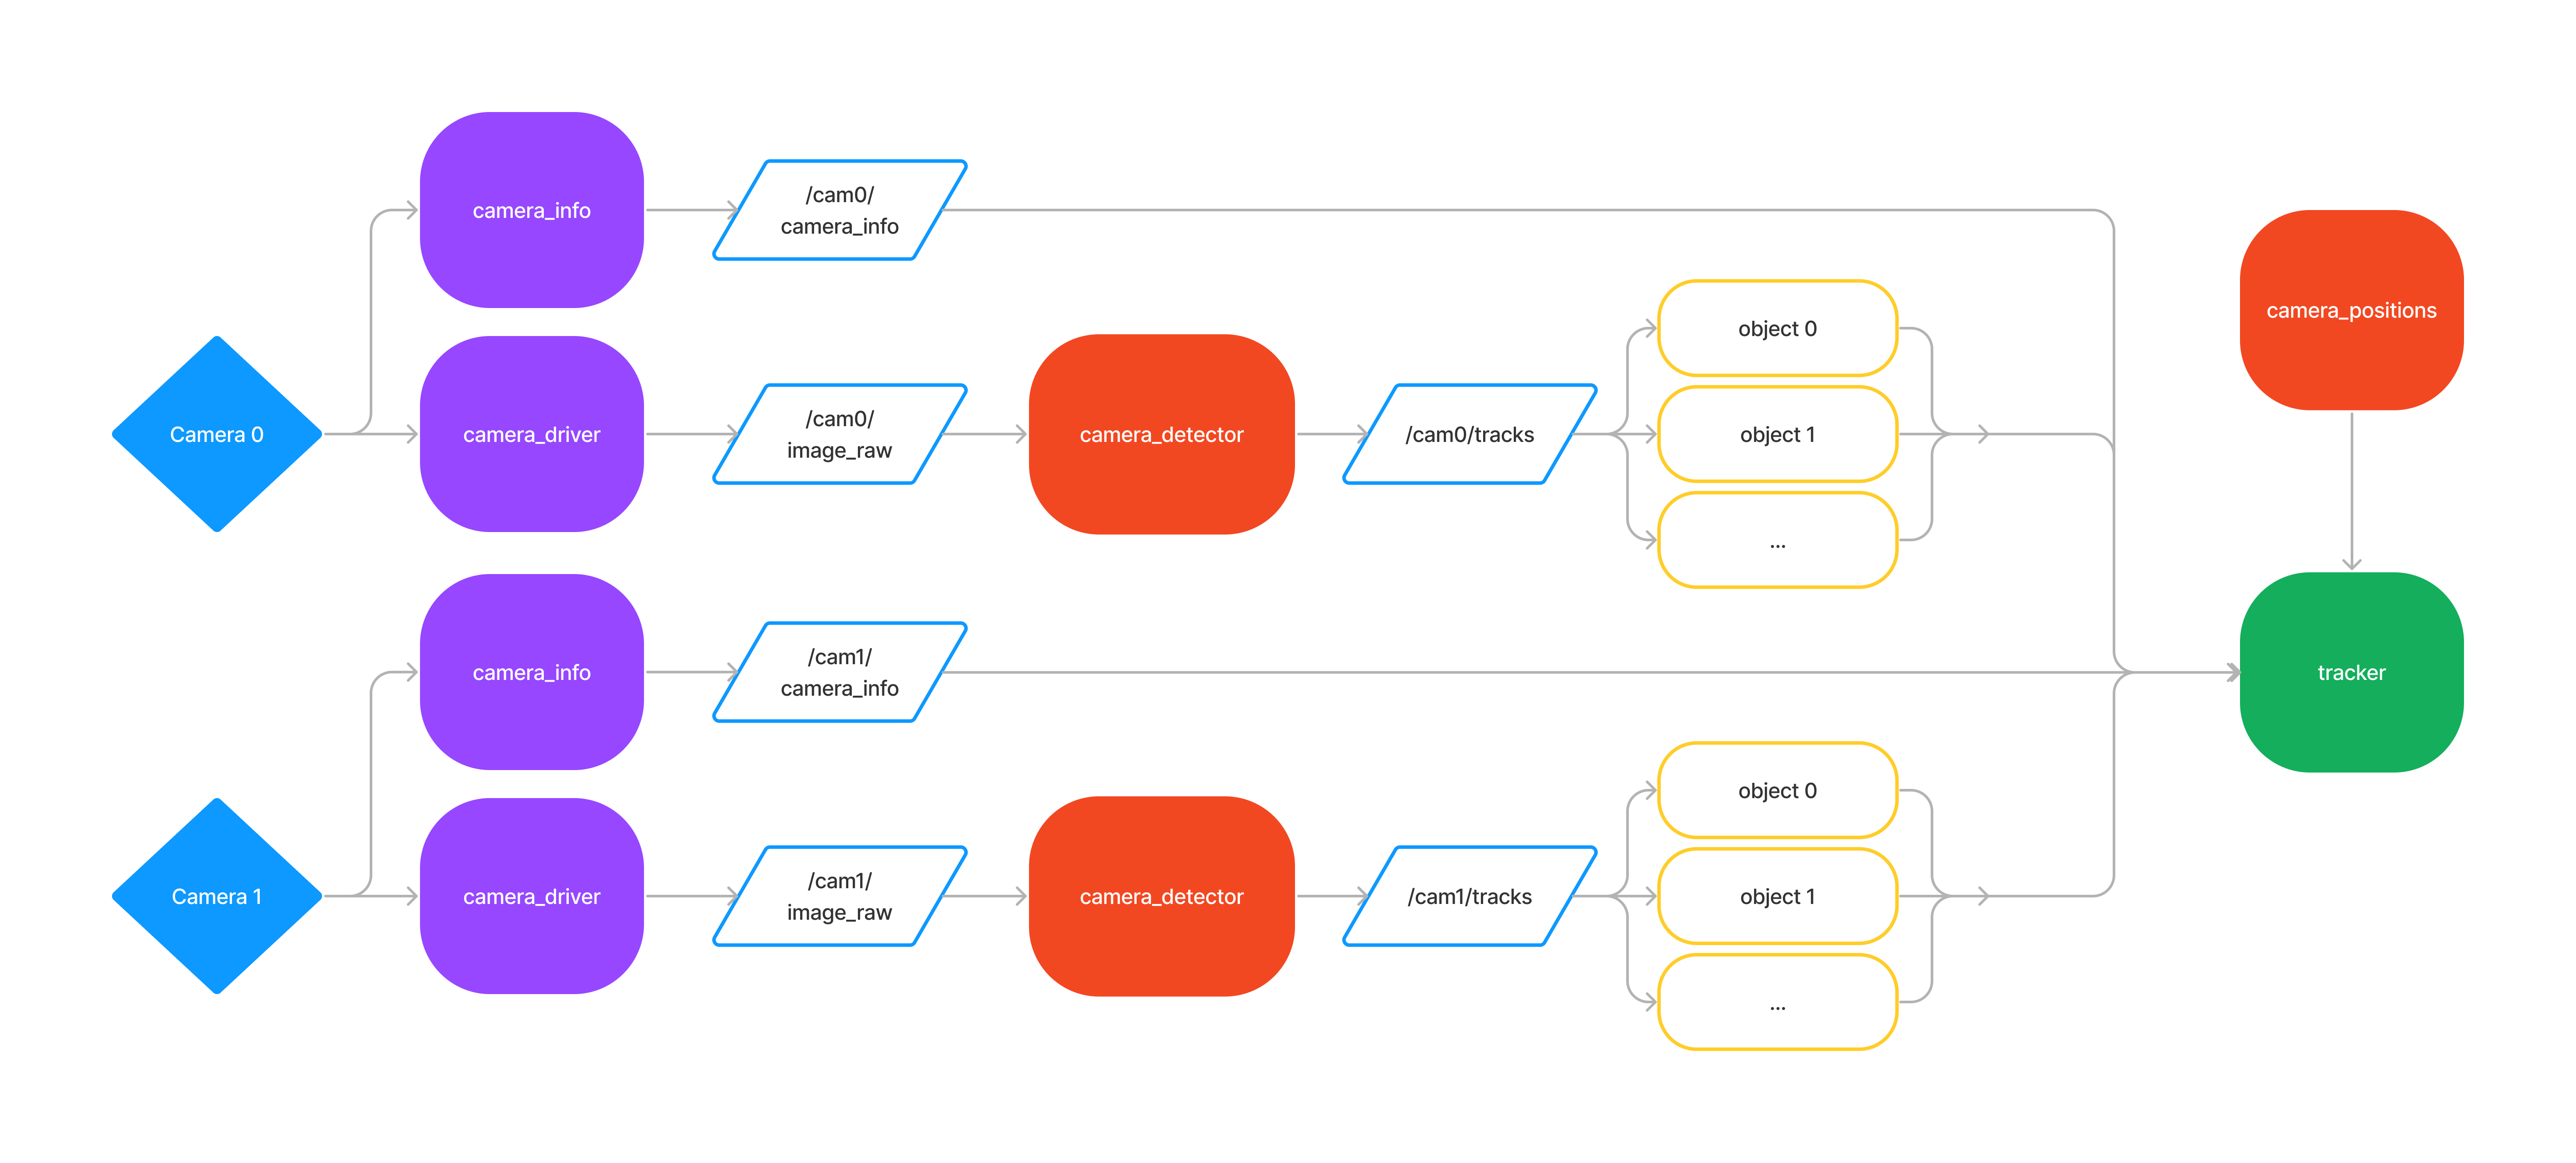 camera_info
/cam0/
camera_info
Camera 0
camera_driver
/cam0/
image_raw
camera_detector
/cam0/tracks
object 0
object 1
...
camera_positions
camera_info
/cam1/
camera_info
tracker
Camera 1
camera_driver
/cam1/
image_raw
camera_detector
/cam1/tracks
object 0
object 1
...